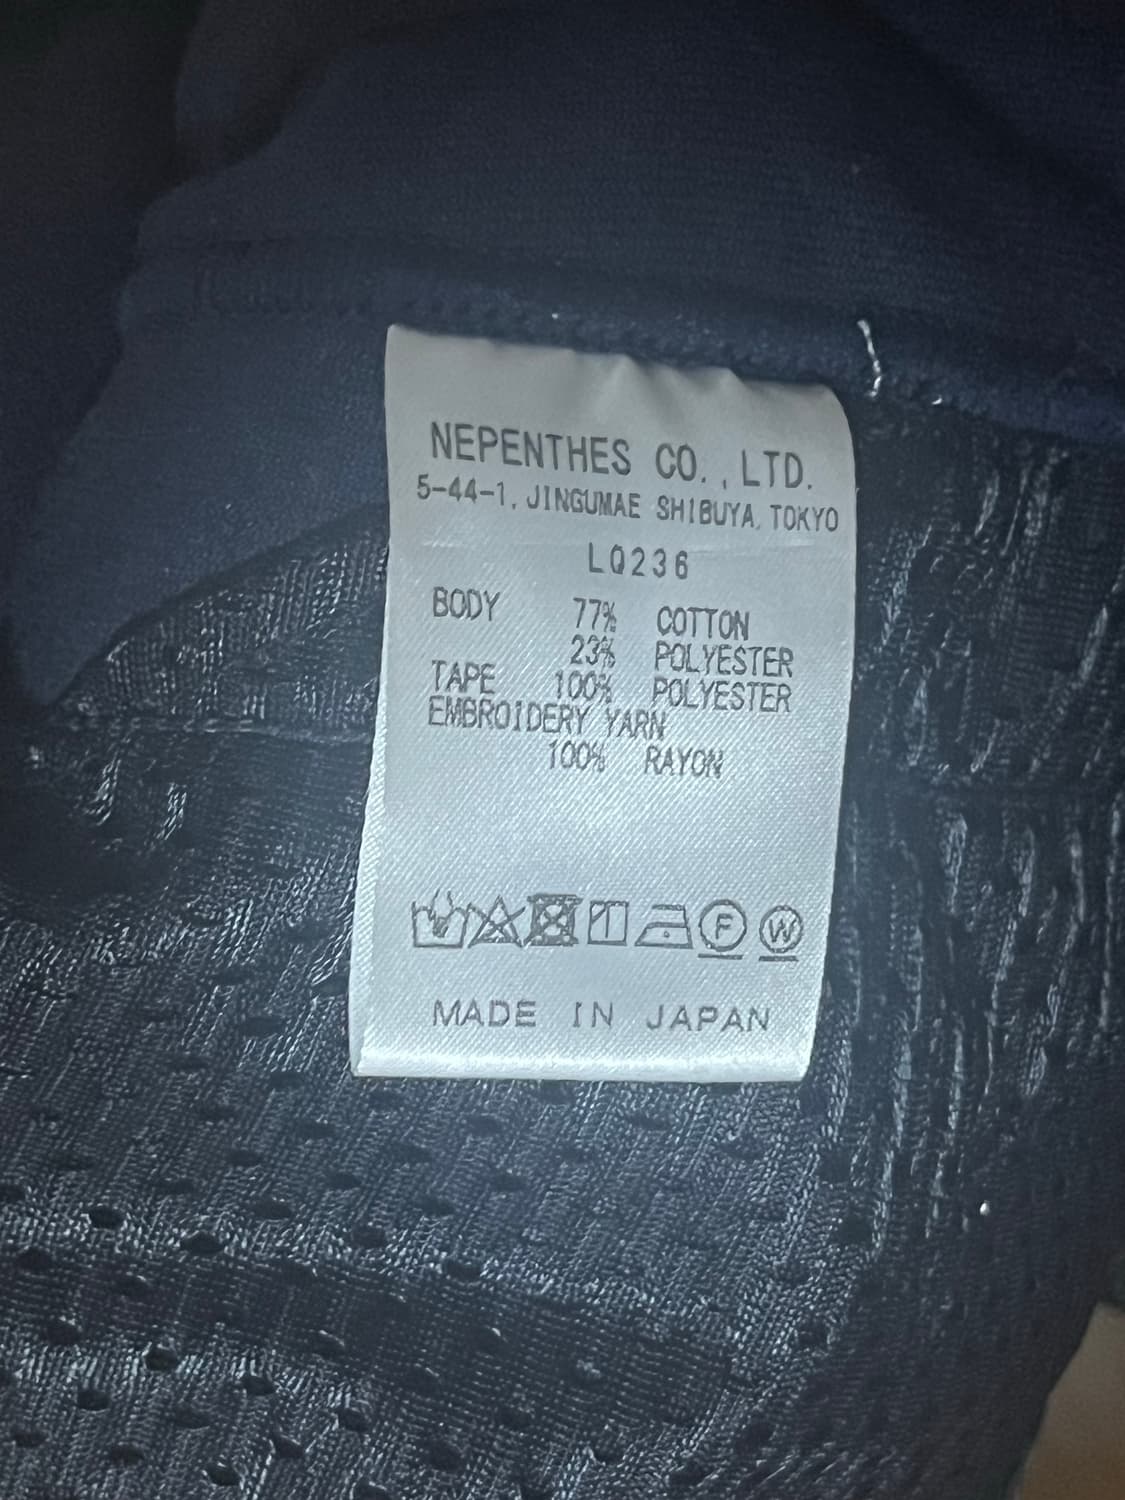 NEPENTHES CO.,LTD.
5-44-1, JINGUMAE SHIBUYA, TOKYO
LQ236
BODY 77% COTTON
23% POLYESTER
TAPE 100% POLYESTER
EMBROIDERY YARN
100% RAYON
F W
MADE IN JAPAN